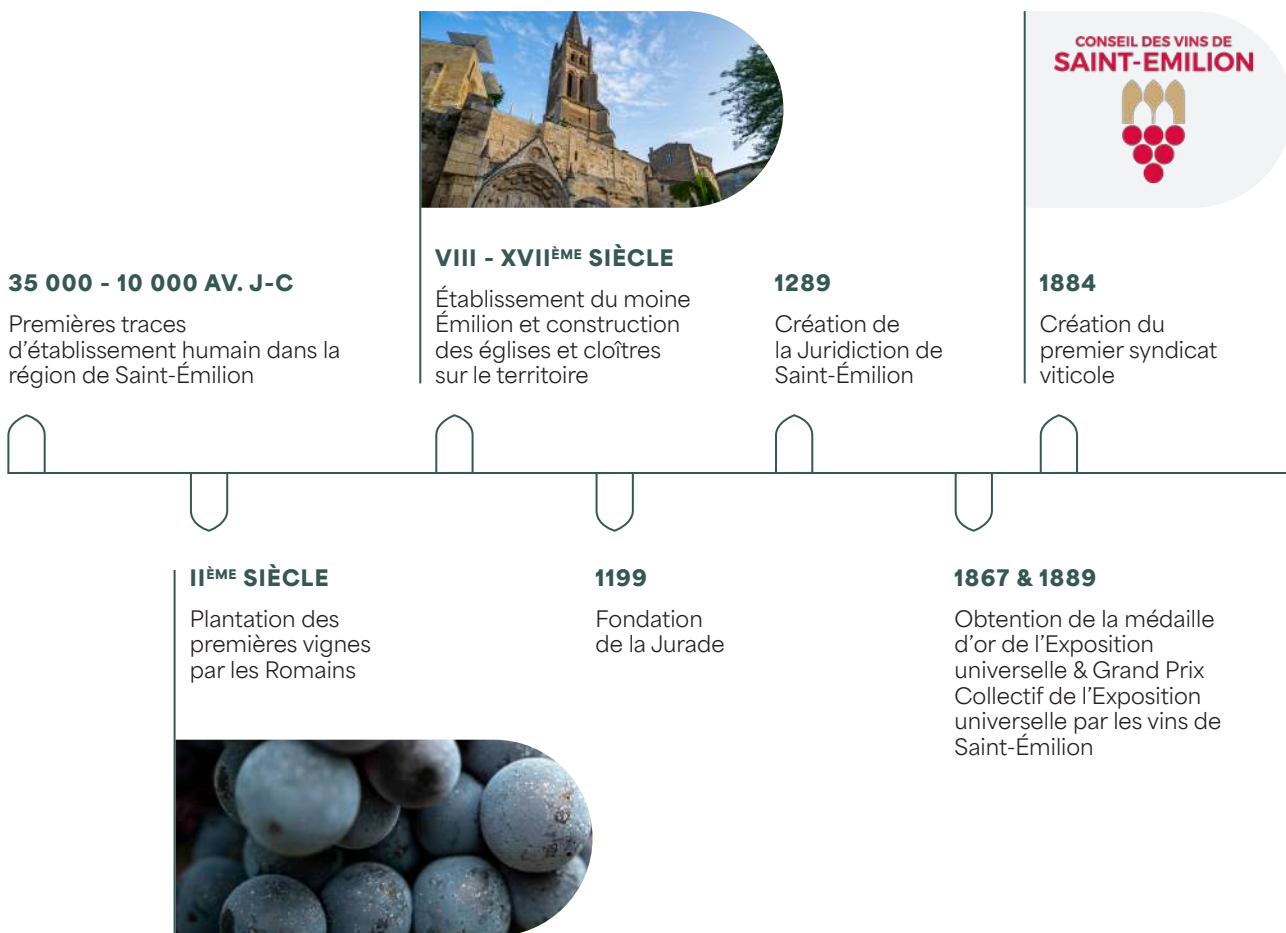 CONSEIL DES VINS DE
SAINT-EMILION
35 000 - 10 000 AV. J-C
Premières traces
d'établissement humain dans la
région de Saint-Émilion
VIII - XVIIÈME SIÈCLE
Établissement du moine
Émilion et construction
des églises et cloîtres
sur le territoire
1289
Création de
la Juridiction de
Saint-Émilion
1884
Création du
premier syndicat
viticole
IIÈME SIÈCLE
Plantation des
premières vignes
par les Romains
1199
Fondation
de la Jurade
1867 & 1889
Obtention de la médaille
d'or de l'Exposition
universelle & Grand Prix
Collectif de l'Exposition
universelle par les vins de
Saint-Émilion